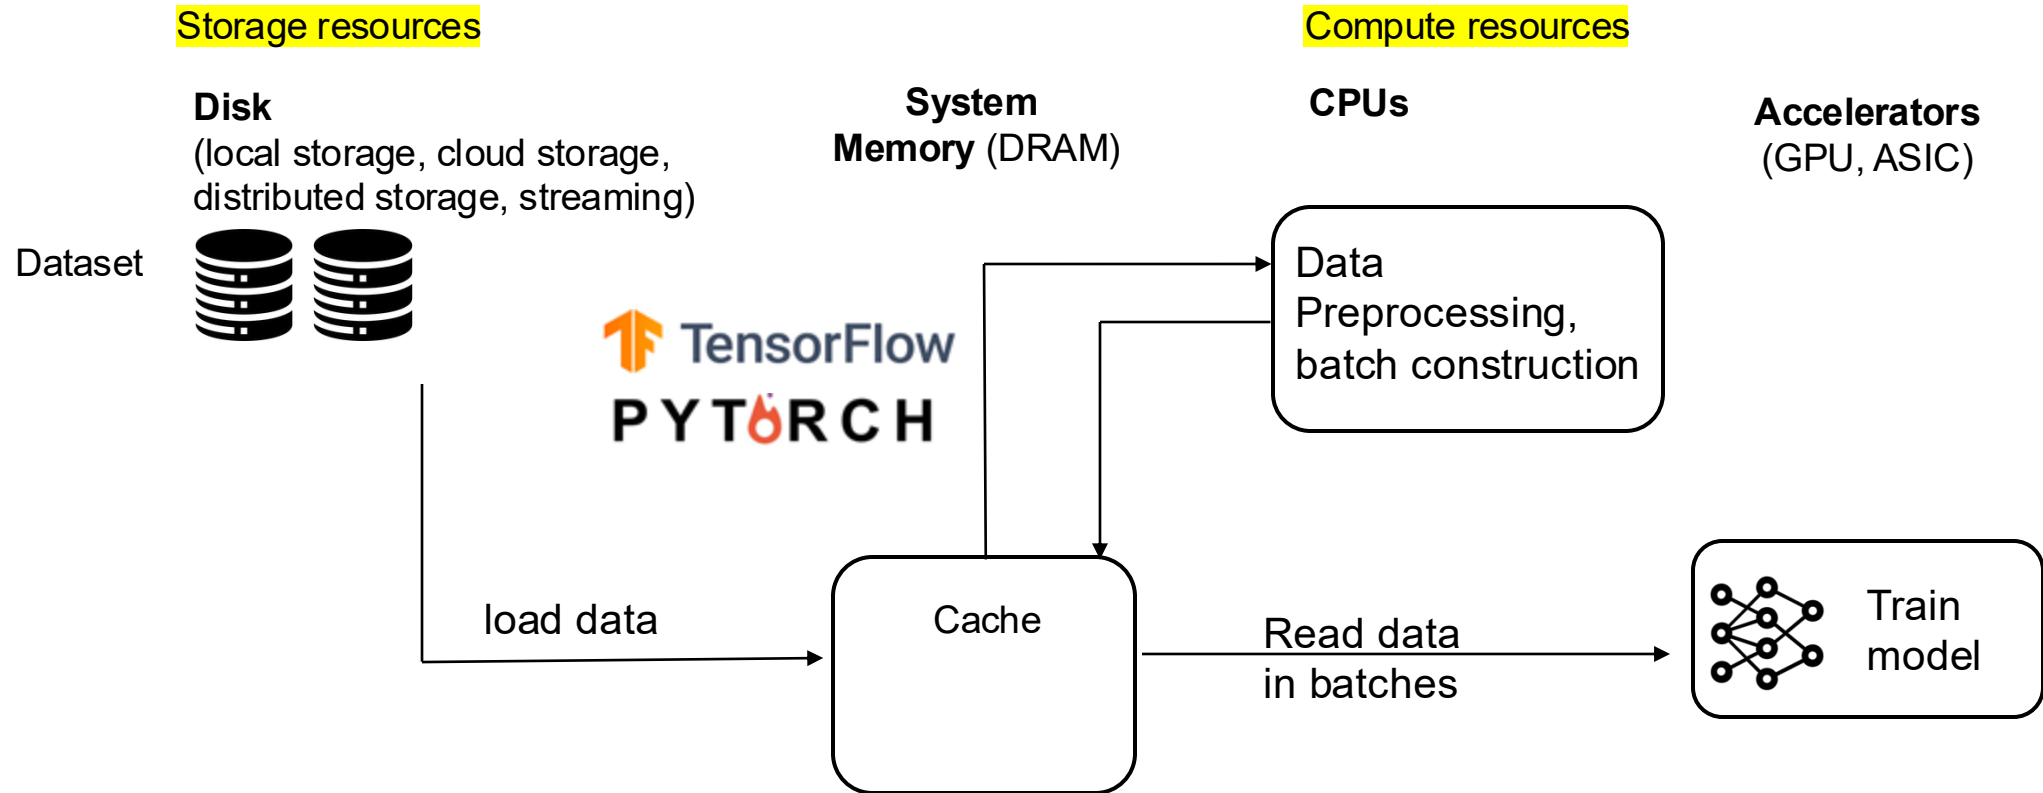 Storage resources
Compute resources
Disk
(local storage, cloud storage,
distributed storage, streaming)
System
Memory (DRAM)
CPUs
Accelerators
(GPU, ASIC)
Dataset
TensorFlow
PYTORCH
Data
Preprocessing,
batch construction
load data
Cache
Read data
in batches
Train
model